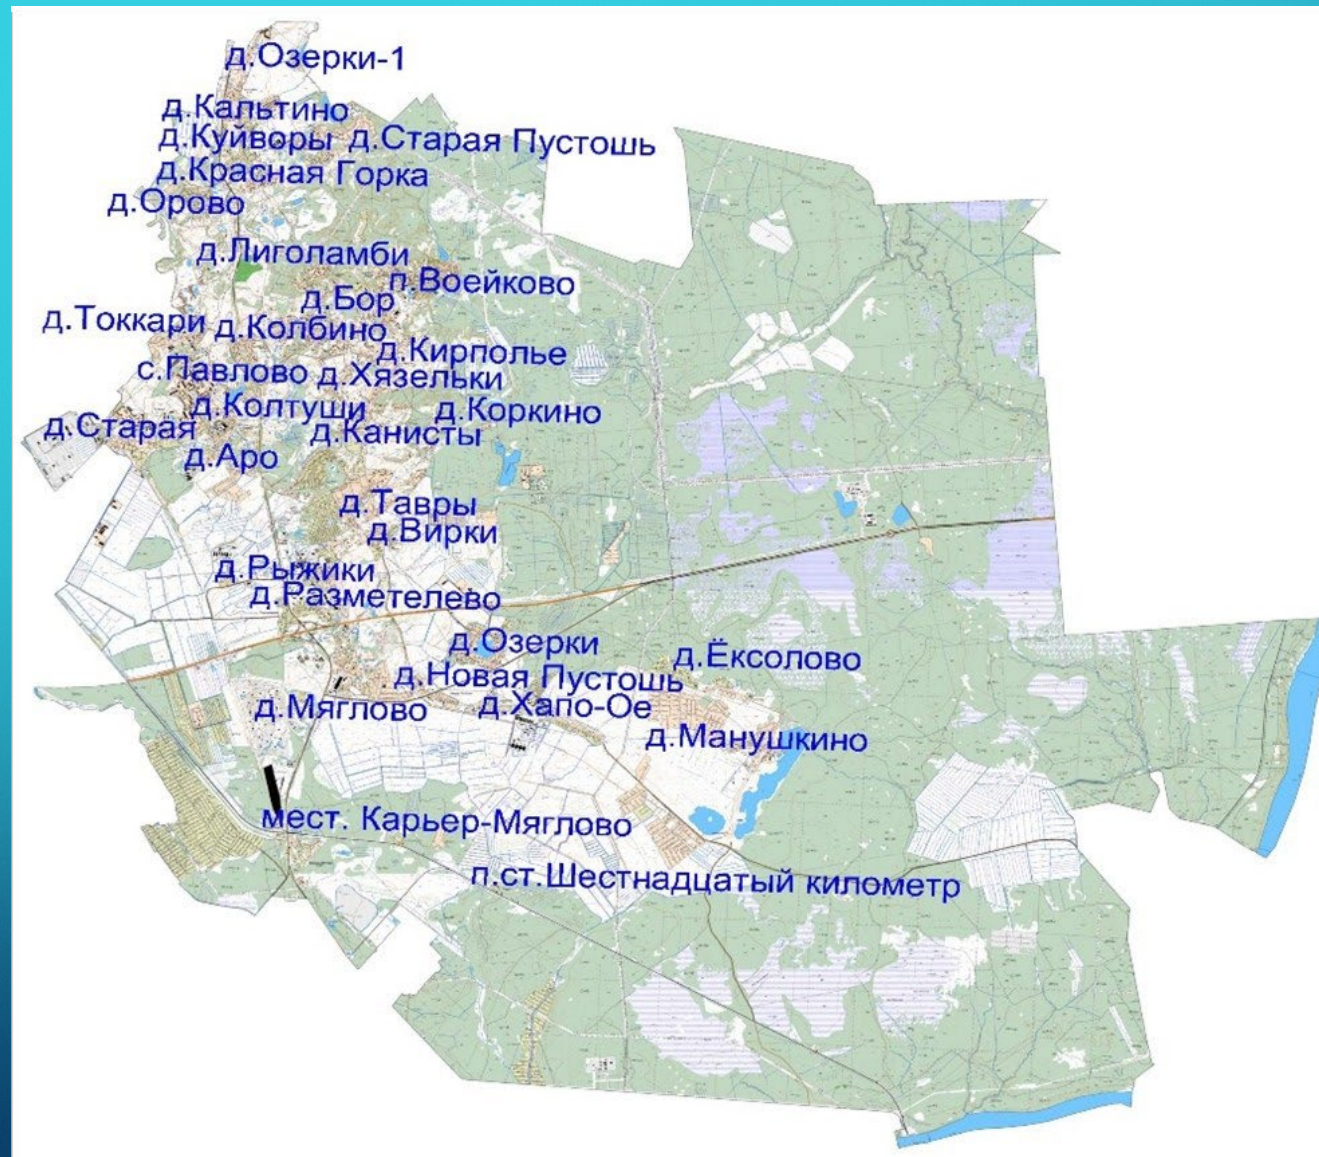 д.Озерки-1
д.Кальтино
д.Куйворы д.Старая Пустошь
д.Красная Горка
д.Орово
д.Лиголамби
п.Воейково
д.Бор
д.Токкари д.Колбино
д.Кирполье
с.Павлово д.Хязельки
д.Колтуши д.Коркино
д.Старая д.Канисты
д.Аро
д.Тавры
д.Вирки
д.Рыжики
д.Разметелево
д.Озерки
д.Ёксолово
д.Новая Пустошь
д.Мяглово д.Хапо-Ое
д.Манушкино
мест. Карьер-Мяглово
п.ст.Шестнадцатый километр